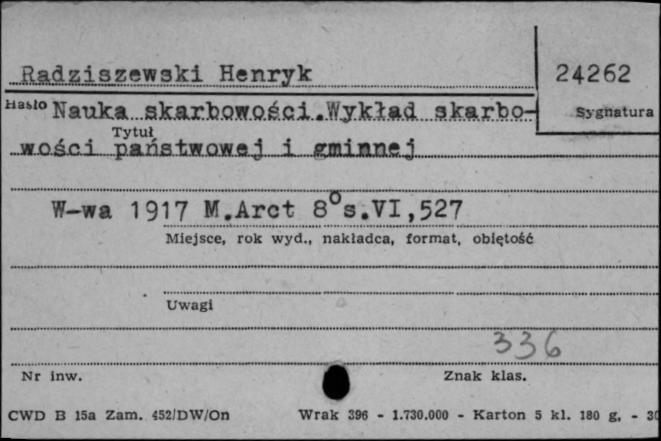 Radziszewski Henryk
24262
Hasło
Sygnatura
Nauka skarbowości.Wykład skarbo-
Tytuł
wości państwowej i gminnej
W-wa 1917 M.Arct 8° s.VI,527
Miejsce, rok wyd., nakładca, format, objętość
Uwagi
336
Nr inw.
Znak klas.
CWD B 15a Zam. 452/DW/On Wrak 396 - 1.730.000 - Karton 5 kl. 180 g, - 30